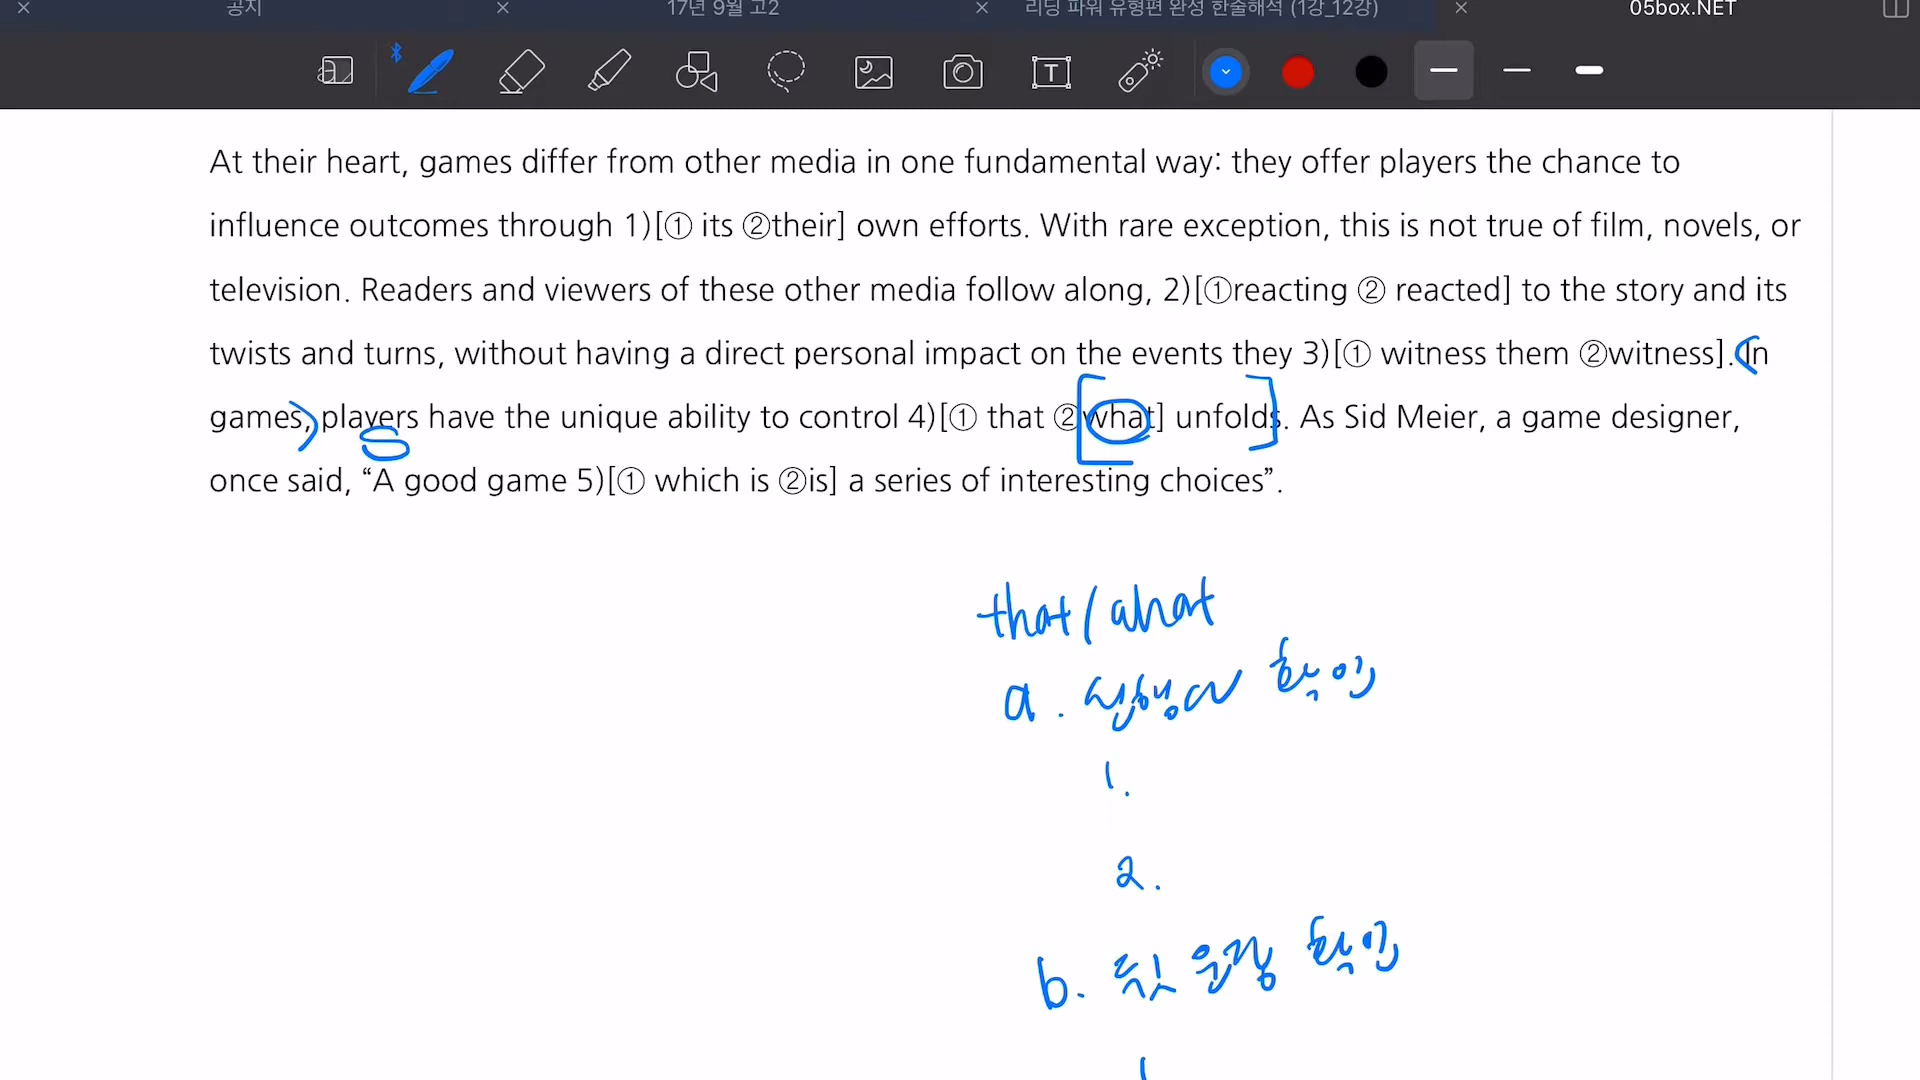 공지
17년 9월 고2
리딩 파워 유형편 완성 한줄해석 (1강_12강)
05box.NET
At their heart, games differ from other media in one fundamental way: they offer players the chance to
influence outcomes through 1)[① its ②their] own efforts. With rare exception, this is not true of film, novels, or
television. Readers and viewers of these other media follow along, 2)[①reacting ② reacted] to the story and its
twists and turns, without having a direct personal impact on the events they 3)[① witness them ②witness]. In
games, players have the unique ability to control 4)[① that ②what] unfolds. As Sid Meier, a game designer,
S
once said, “A good game 5)[① which is ②is] a series of interesting choices”.
that/what
a. 선행사 확인
1.
2.
b. 뒷 문장 확인